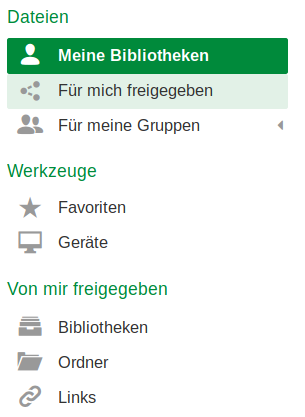 Dateien
Meine Bibliotheken
Für mich freigegeben
Für meine Gruppen
Werkzeuge
Favoriten
Geräte
Von mir freigegeben
Bibliotheken
Ordner
Links